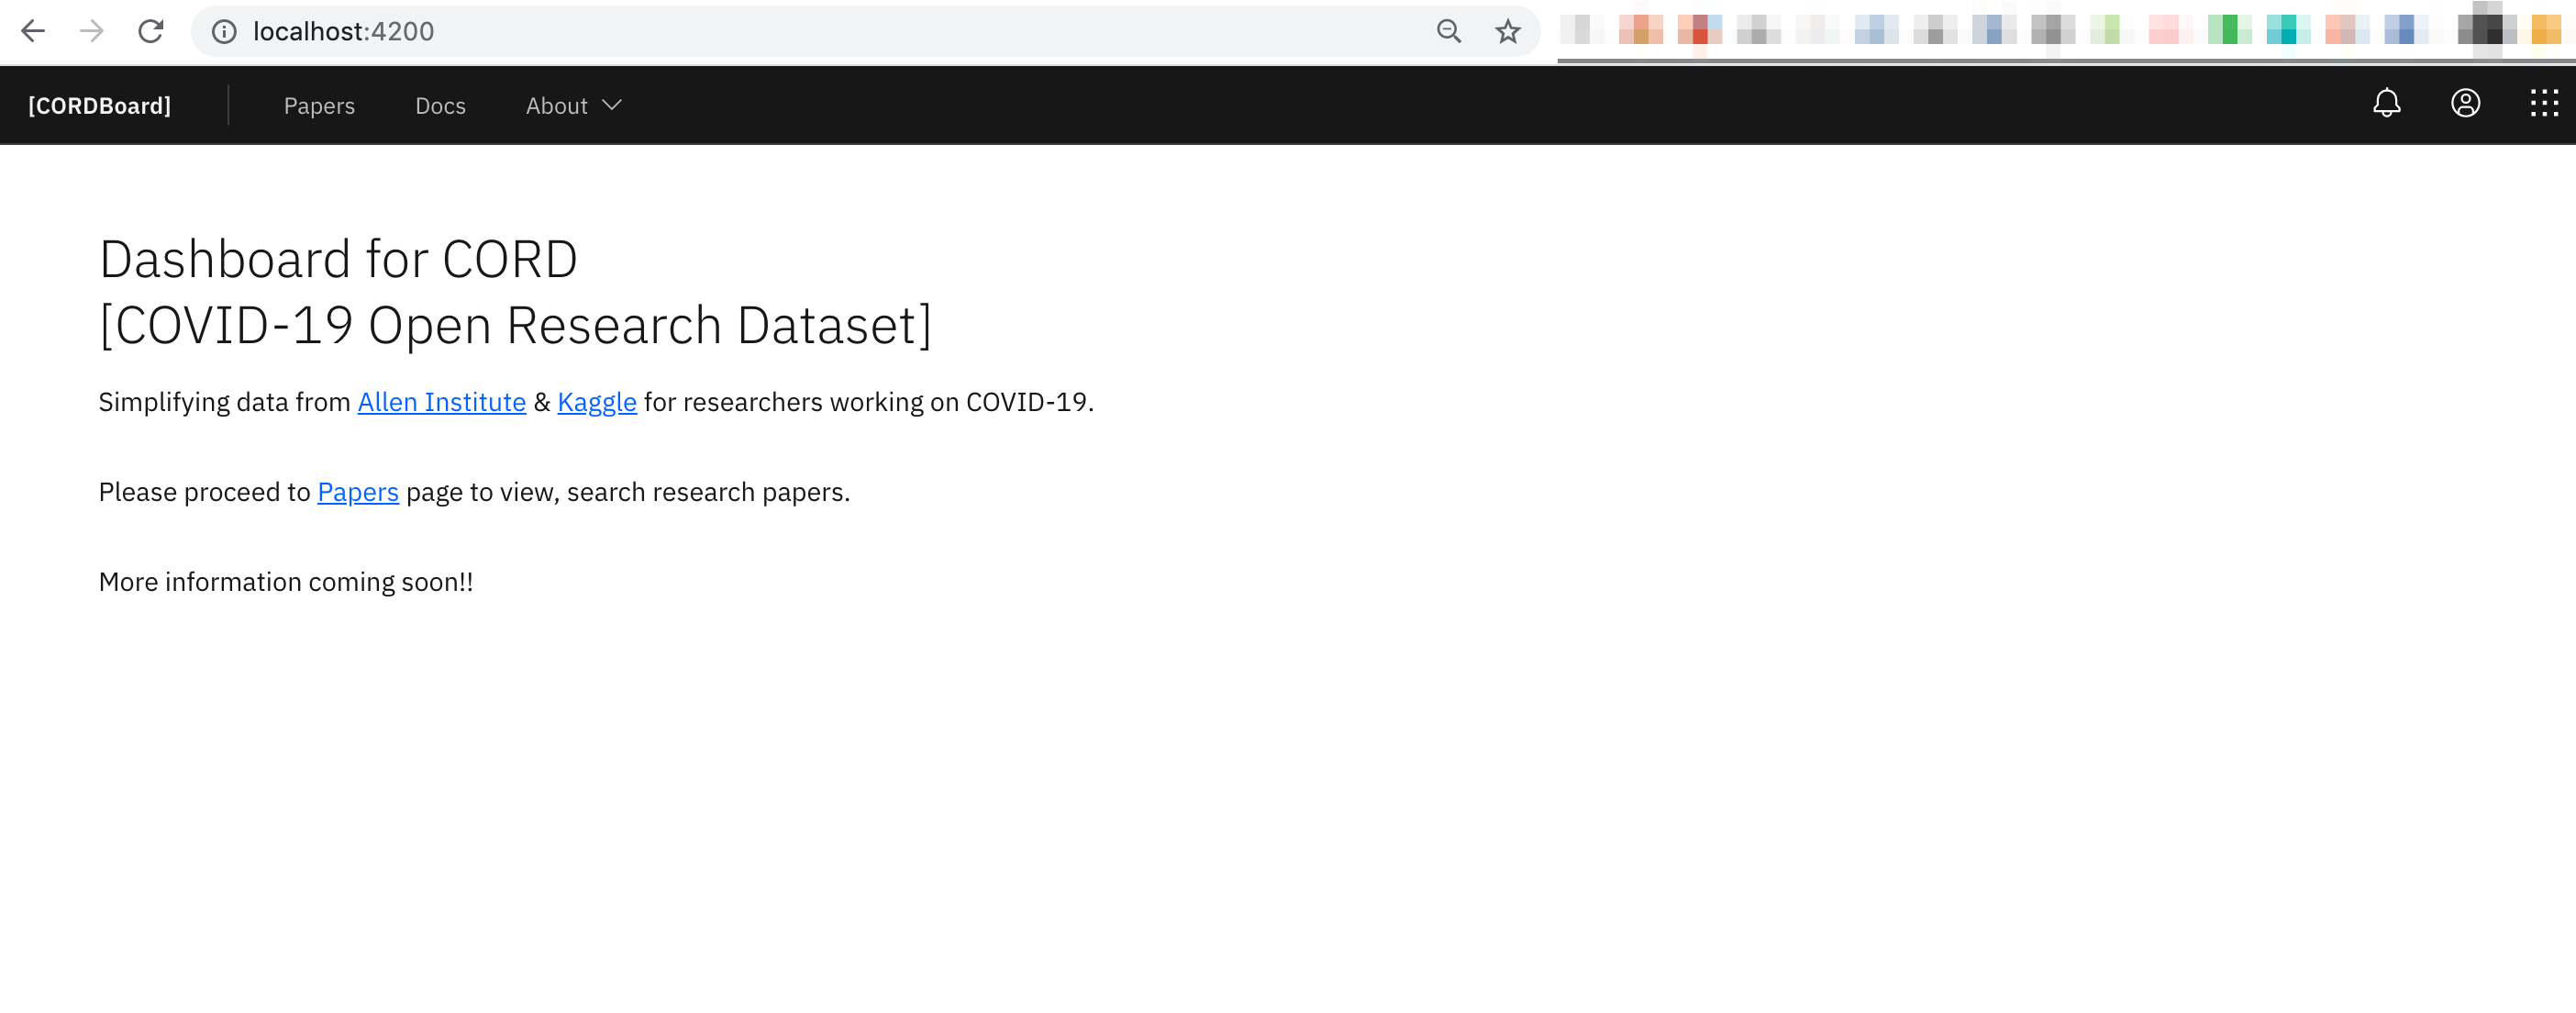 localhost:4200
[CORDBoard] Papers Docs About
Dashboard for CORD
[COVID-19 Open Research Dataset]
Simplifying data from Allen Institute & Kaggle for researchers working on COVID-19.
Please proceed to Papers page to view, search research papers.
More information coming soon!!